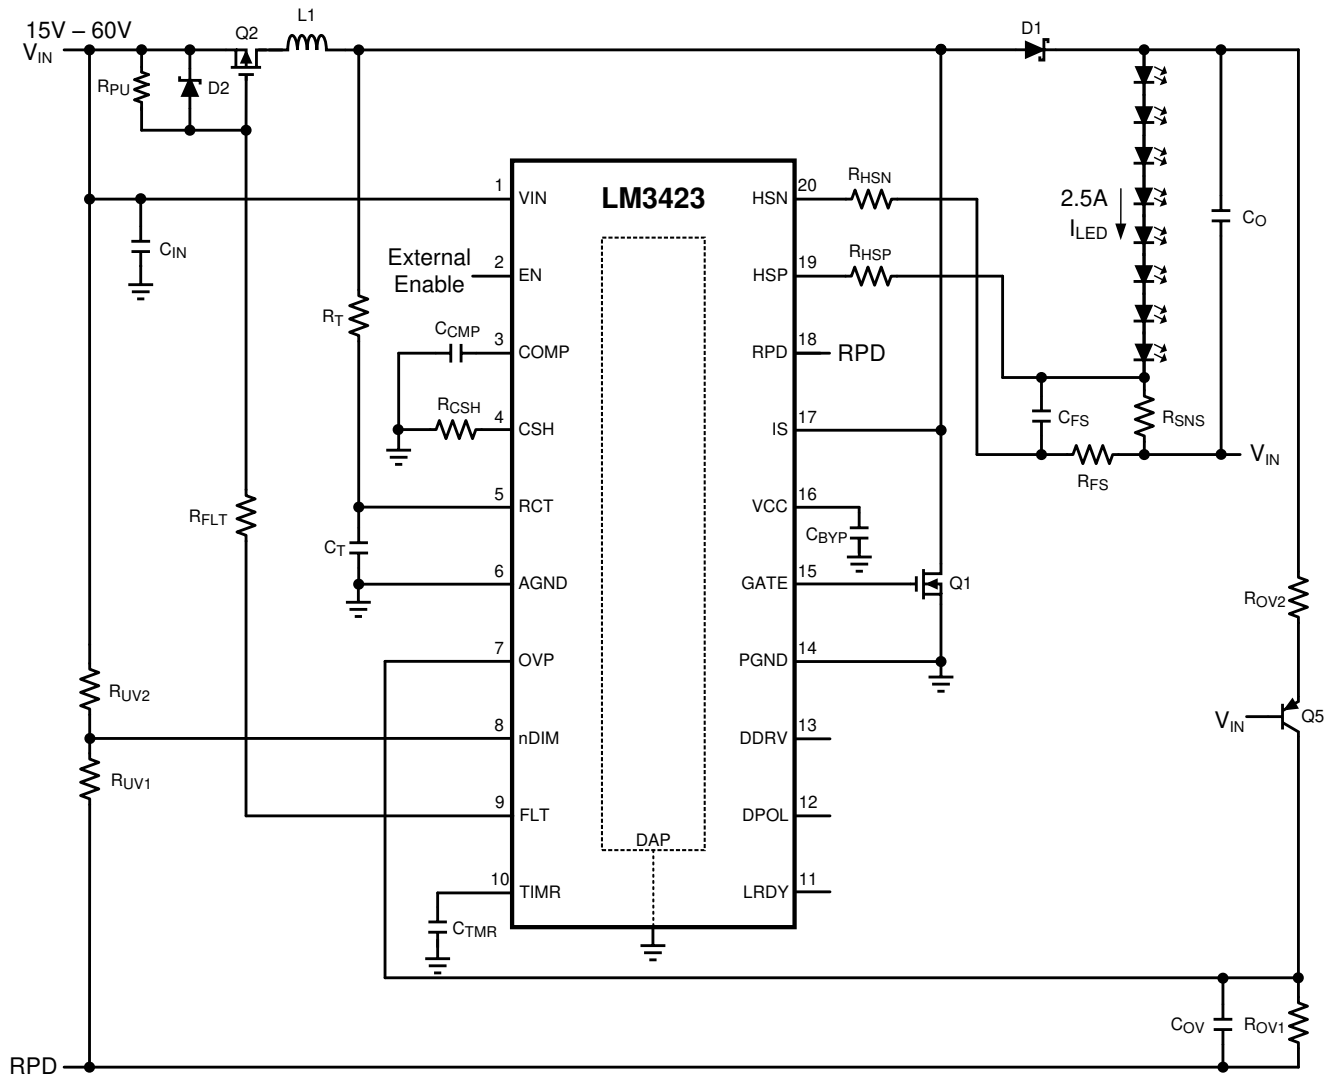 15V – 60V
VIN
Q2
L1
D1
RPU
D2
LM3423
1
VIN
CIN
External
Enable
2
EN
RT
CCMP
3
COMP
RCSH
4
CSH
RFLT
5
RCT
CT
6
AGND
7
OVP
RUV2
8
nDIM
RUV1
9
FLT
10
TIMR
CTMR
DAP
20
HSN
RHSN
19
HSP
RHSP
18
RPD
RPD
17
IS
16
VCC
CBYP
15
GATE
Q1
14
PGND
13
DDRV
12
DPOL
11
LRDY
2.5A
ILED
CO
CFS
RSNS
RFS
VIN
ROV2
VIN
Q5
COV
ROV1
RPD